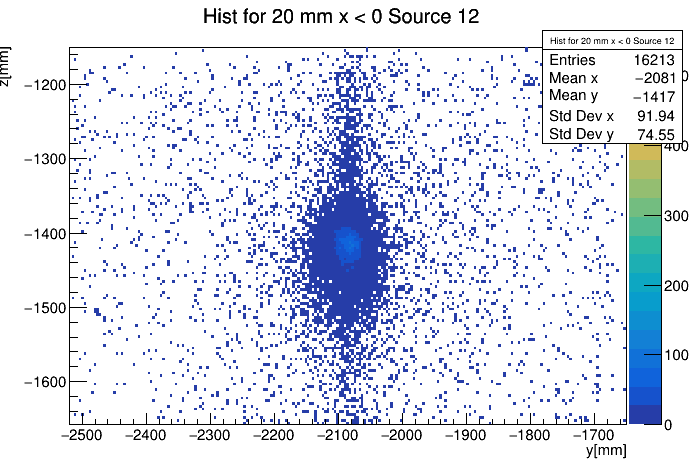 Hist for 20 mm x < 0 Source 12
z[mm]
Hist for 20 mm x < 0 Source 12
Entries 16213
Mean x −2081
Mean y −1417
Std Dev x 91.94
Std Dev y 74.55
−1200
−1300
−1400
−1500
−1600
0
400
300
200
100
0
−2500 −2400 −2300 −2200 −2100 −2000 −1900 −1800 −1700
y[mm]